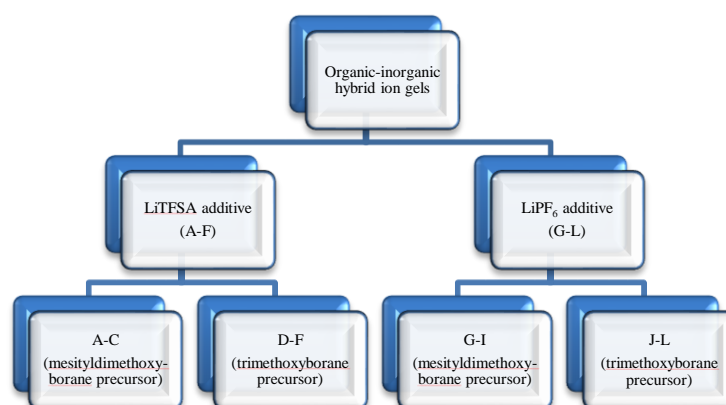 Organic-inorganic
hybrid ion gels
LiTFSA additive
(A-F)
LiPF₆ additive
(G-L)
A-C
(mesityldimethoxy-
borane precursor)
D-F
(trimethoxyborane
precursor)
G-I
(mesityldimethoxy-
borane precursor)
J-L
(trimethoxyborane
precursor)